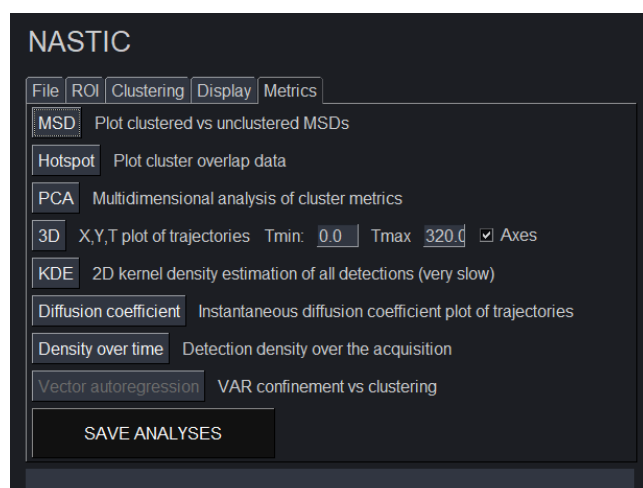 NASTIC
File ROI Clustering Display Metrics
MSD Plot clustered vs unclustered MSDs
Hotspot Plot cluster overlap data
PCA Multidimensional analysis of cluster metrics
3D X,Y,T plot of trajectories Tmin: 0.0 Tmax 320.0 Axes
KDE 2D kernel density estimation of all detections (very slow)
Diffusion coefficient Instantaneous diffusion coefficient plot of trajectories
Density over time Detection density over the acquisition
Vector autoregression VAR confinement vs clustering
SAVE ANALYSES